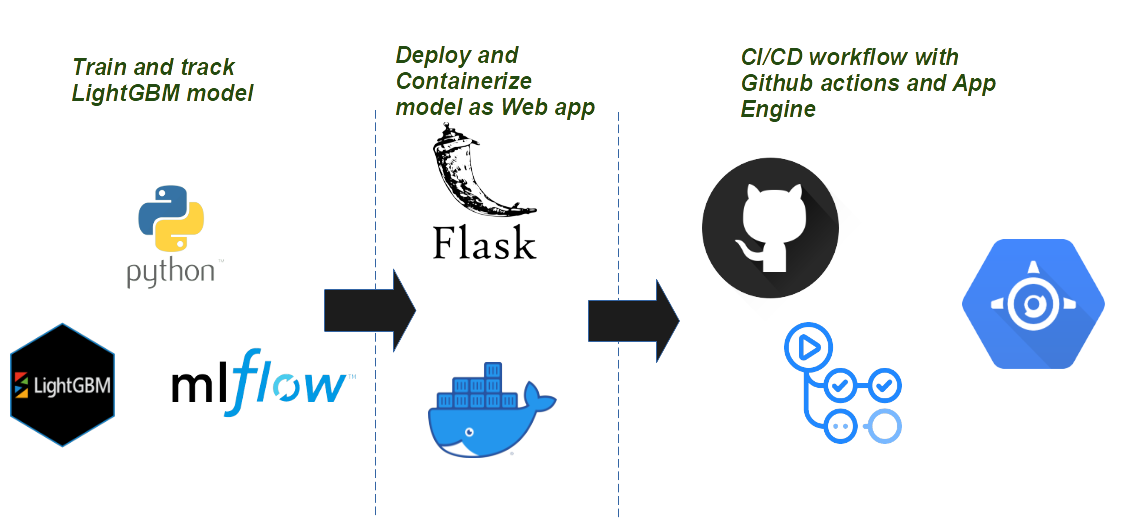 Train and track
LightGBM model
Deploy and
Containerize
model as Web app
CI/CD workflow with
Github actions and App
Engine
python™
Flask
LightGBM
mlflow™